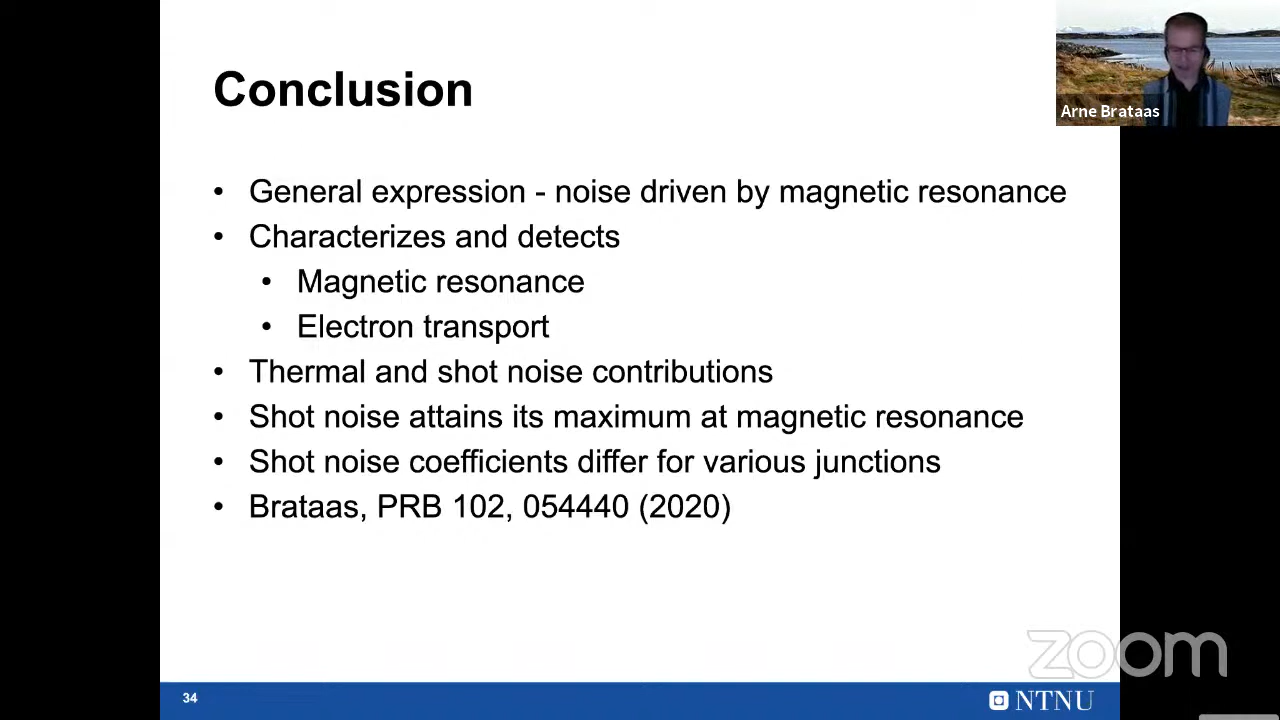 Conclusion
Arne Brataas
• General expression - noise driven by magnetic resonance
• Characterizes and detects
• Magnetic resonance
• Electron transport
• Thermal and shot noise contributions
• Shot noise attains its maximum at magnetic resonance
• Shot noise coefficients differ for various junctions
• Brataas, PRB 102, 054440 (2020)
zoom
34
NTNU